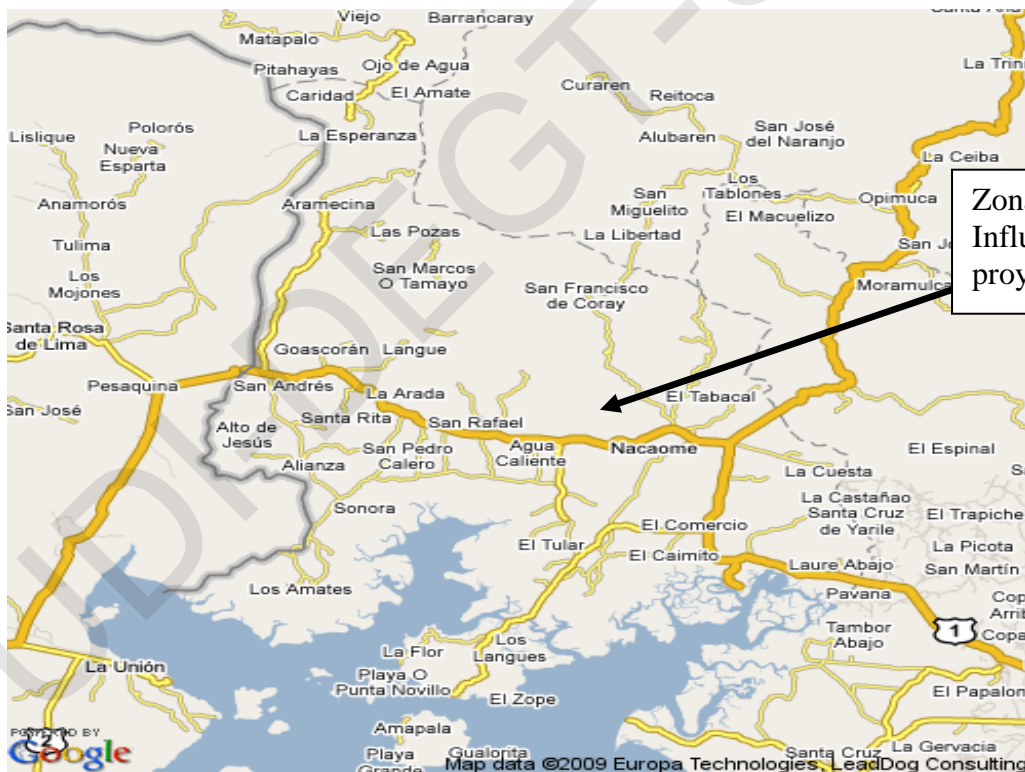 Viejo
Barrancaray
Matapalo
Pitahayas
Ojo de Agua
Caridad
El Amate
La Esperanza
Curaren
Reitoca
Alubaren
San José
del Naranjo
La Ceiba
Lislique
Polorós
Nueva
Esparta
Anamorós
Aramecina
San
Miguelito
Los
Tablones
El Macuelizo
Opimuca
Tulima
Las Pozas
La Libertad
Los
Mojones
San Marcos
O Tamayo
San Francisco
de Coray
Moramulca
Zona
Influ
proy
Santa Rosa
de Lima
Goascorán
Langue
Pesaquina
San Andrés
La Arada
El Tabacal
San José
Alto de
Jesús
Santa Rita
San Rafael
San Pedro
Calero
Agua
Caliente
Nacaome
El Espinal
Alianza
La Cuesta
Sonora
La Castañao
Santa Cruz
de Yarile
El Trapiche
El Comercio
El Tular
El Caimito
La Picota
Laure Abajo
San Martín
Los Amates
Pavana
Tambor
Abajo
1
La Flor
Los
Langues
La Unión
Playa O
Punta Novillo
El Zope
El Papalon
Amapala
POWERED BY
Google
2
Playa
Grande
Gualorita
Santa Cruz
La Gervacia
Map data ©2009 Europa Technologies, LeadDog Consulting
UDI-DEGT-